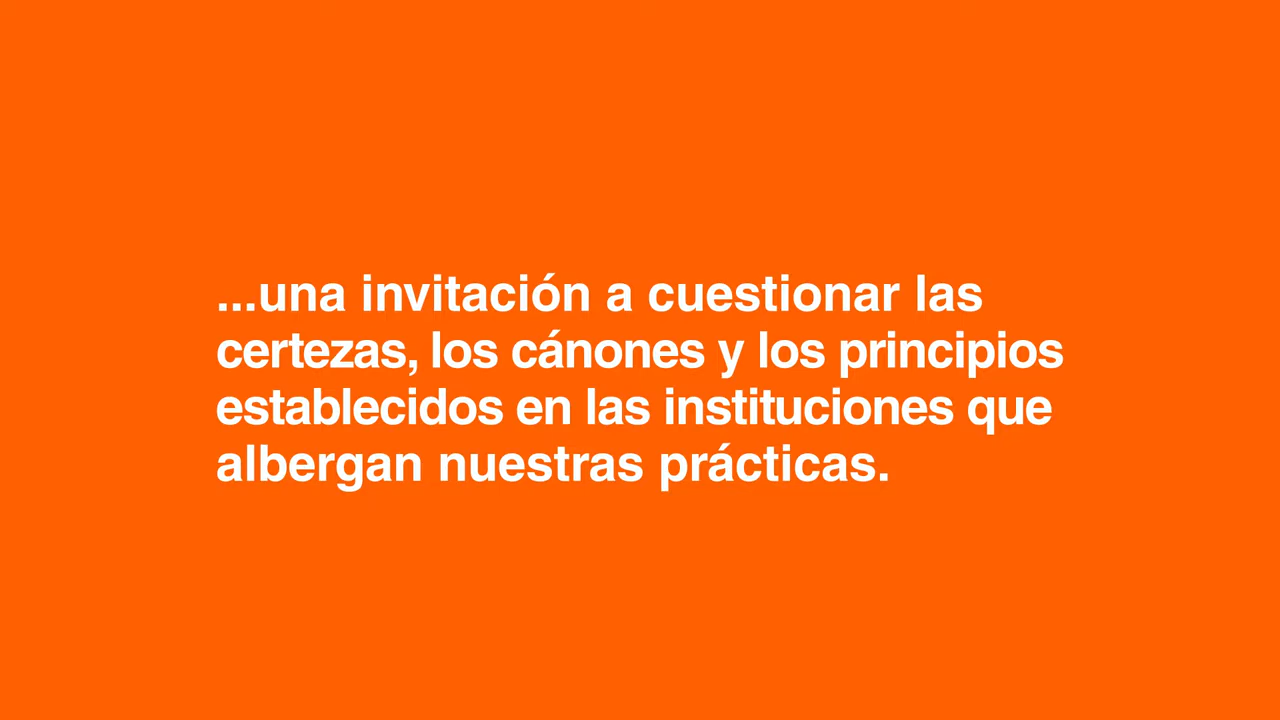 ...una invitación a cuestionar las
certezas, los cánones y los principios
establecidos en las instituciones que
albergan nuestras prácticas.